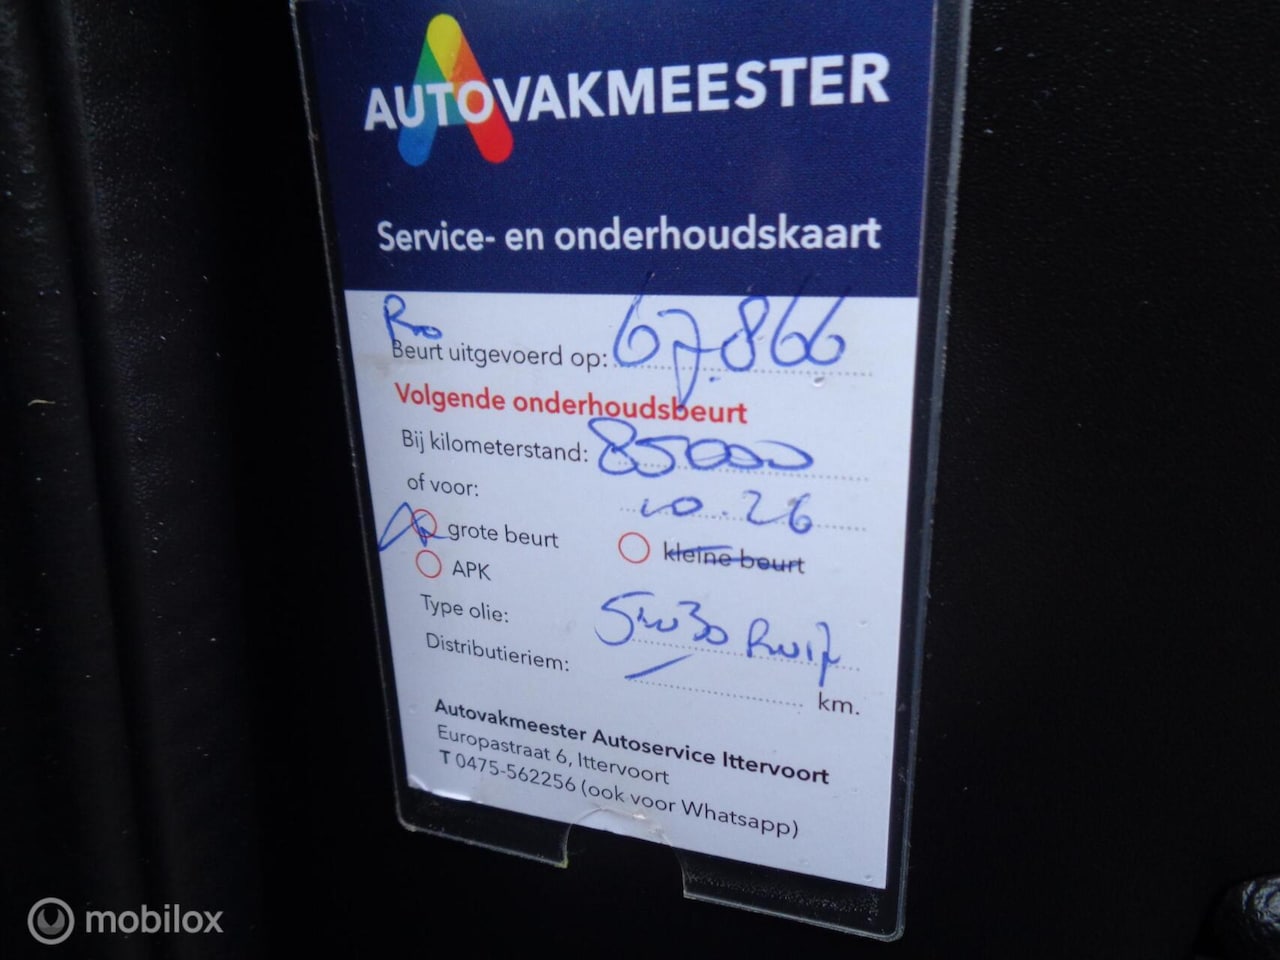 AUTOVAKMEESTER
Service- en onderhoudskaart
Beurt uitgevoerd op: 67.866
Volgende onderhoudsbeurt
Bij kilometerstand: 85000
of voor: 10.26
grote beurt kleine beurt
APK
Type olie: 5w30
Distributieriem: km.
Autovakmeester Autoservice Ittervoort
Europastraat 6, Ittervoort
T 0475-562256 (ook voor Whatsapp)
mobilox